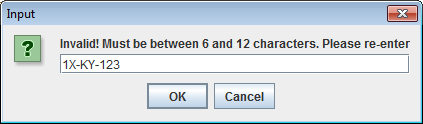 Input
Invalid! Must be between 6 and 12 characters. Please re-enter
1X-KY-123
OK Cancel